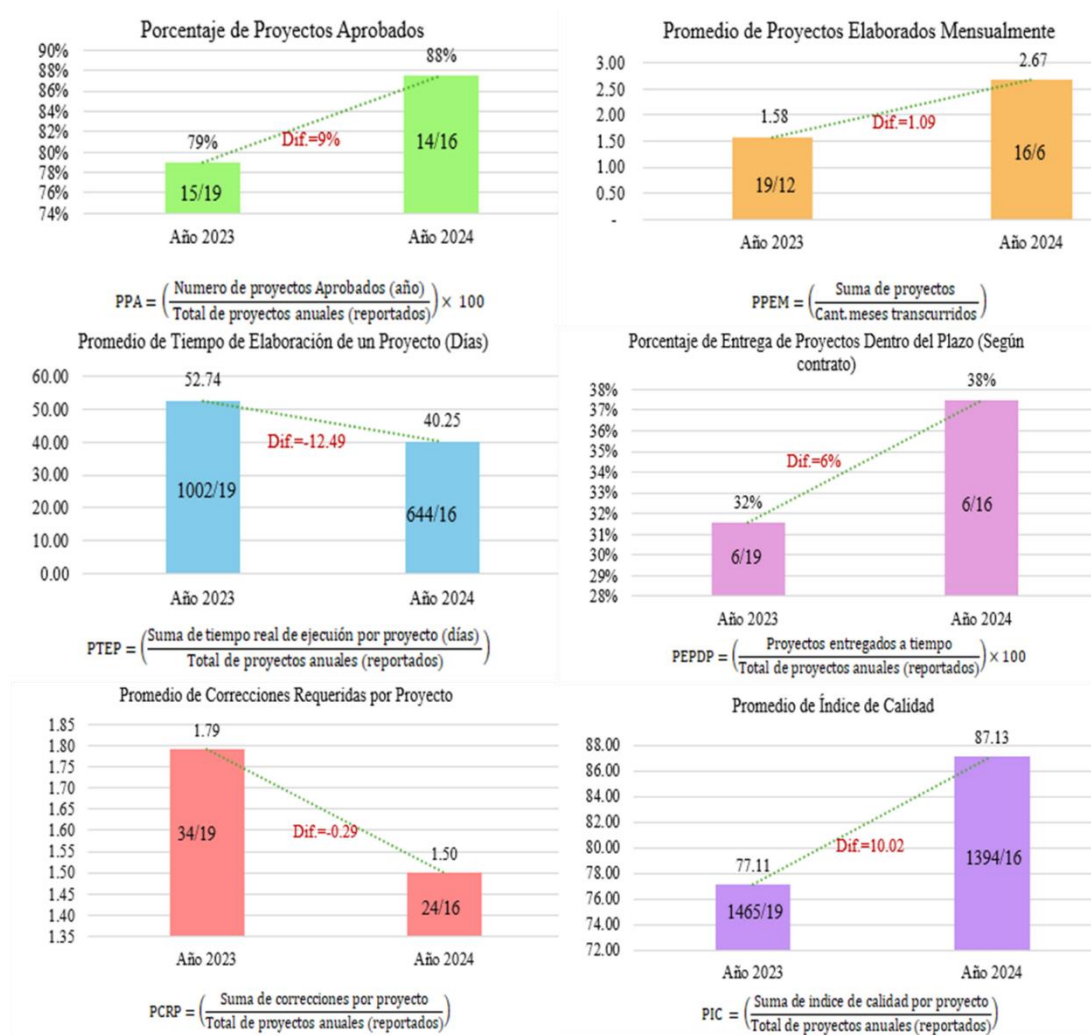 Porcentaje de Proyectos Aprobados
90%
88%
86%
84%
82%
80%
78%
76%
74%
79%
88%
Dif.=9%
15/19
14/16
Año 2023
Año 2024
PPA = (Numero de proyectos Aprobados (año) / Total de proyectos anuales (reportados)) × 100
Promedio de Proyectos Elaborados Mensualmente
3.00
2.50
2.00
1.50
1.00
0.50
-
1.58
2.67
Dif.=1.09
19/12
16/6
Año 2023
Año 2024
PPEM = (Suma de proyectos / Cant. meses transcurridos)
Promedio de Tiempo de Elaboración de un Proyecto (Días)
60.00
50.00
40.00
30.00
20.00
10.00
0.00
52.74
40.25
Dif.=-12.49
1002/19
644/16
Año 2023
Año 2024
PTEP = (Suma de tiempo real de ejecución por proyecto (días) / Total de proyectos anuales (reportados))
Porcentaje de Entrega de Proyectos Dentro del Plazo (Según
contrato)
38%
37%
36%
35%
34%
33%
32%
31%
30%
29%
28%
32%
38%
Dif.=6%
6/19
6/16
Año 2023
Año 2024
PEPDP = (Proyectos entregados a tiempo / Total de proyectos anuales (reportados)) × 100
Promedio de Correcciones Requeridas por Proyecto
1.85
1.80
1.75
1.70
1.65
1.60
1.55
1.50
1.45
1.40
1.35
1.79
1.50
Dif.=-0.29
34/19
24/16
Año 2023
Año 2024
PCRP = (Suma de correcciones por proyecto / Total de proyectos anuales (reportados))
Promedio de Índice de Calidad
88.00
86.00
84.00
82.00
80.00
78.00
76.00
74.00
72.00
77.11
87.13
Dif.=10.02
1465/19
1394/16
Año 2023
Año 2024
PIC = (Suma de indice de calidad por proyecto / Total de proyectos anuales (reportados))